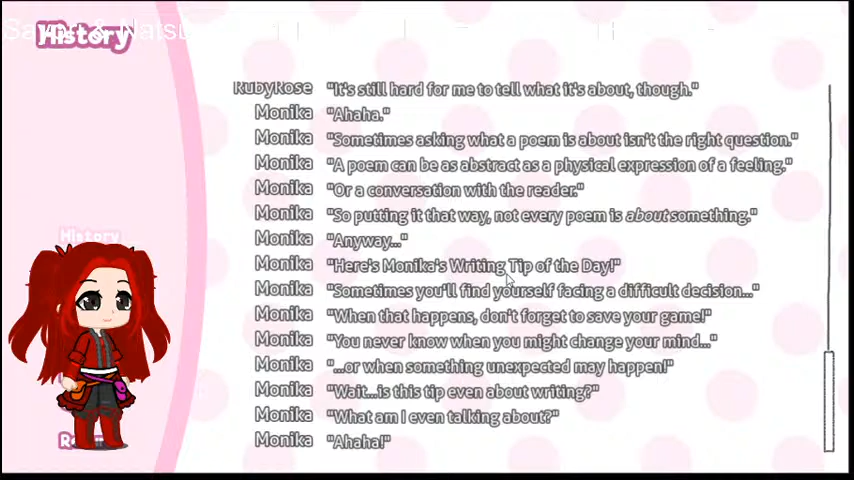 History
RubyRose "It's still hard for me to tell what it's about, though."
Monika "Ahaha."
Monika "Sometimes asking what a poem is about isn't the right question."
Monika "A poem can be as abstract as a physical expression of a feeling."
Monika "Or a conversation with the reader."
Monika "So putting it that way, not every poem is about something."
Monika "Anyway..."
History
Monika "Here's Monika's Writing Tip of the Day!"
Monika "Sometimes you'll find yourself facing a difficult decision..."
Monika "When that happens, don't forget to save your game!"
Monika "You never know when you might change your mind..."
Monika "...or when something unexpected may happen!"
Monika "Wait...is this tip even about writing?"
Monika "What am I even talking about?"
Monika "Ahaha!"